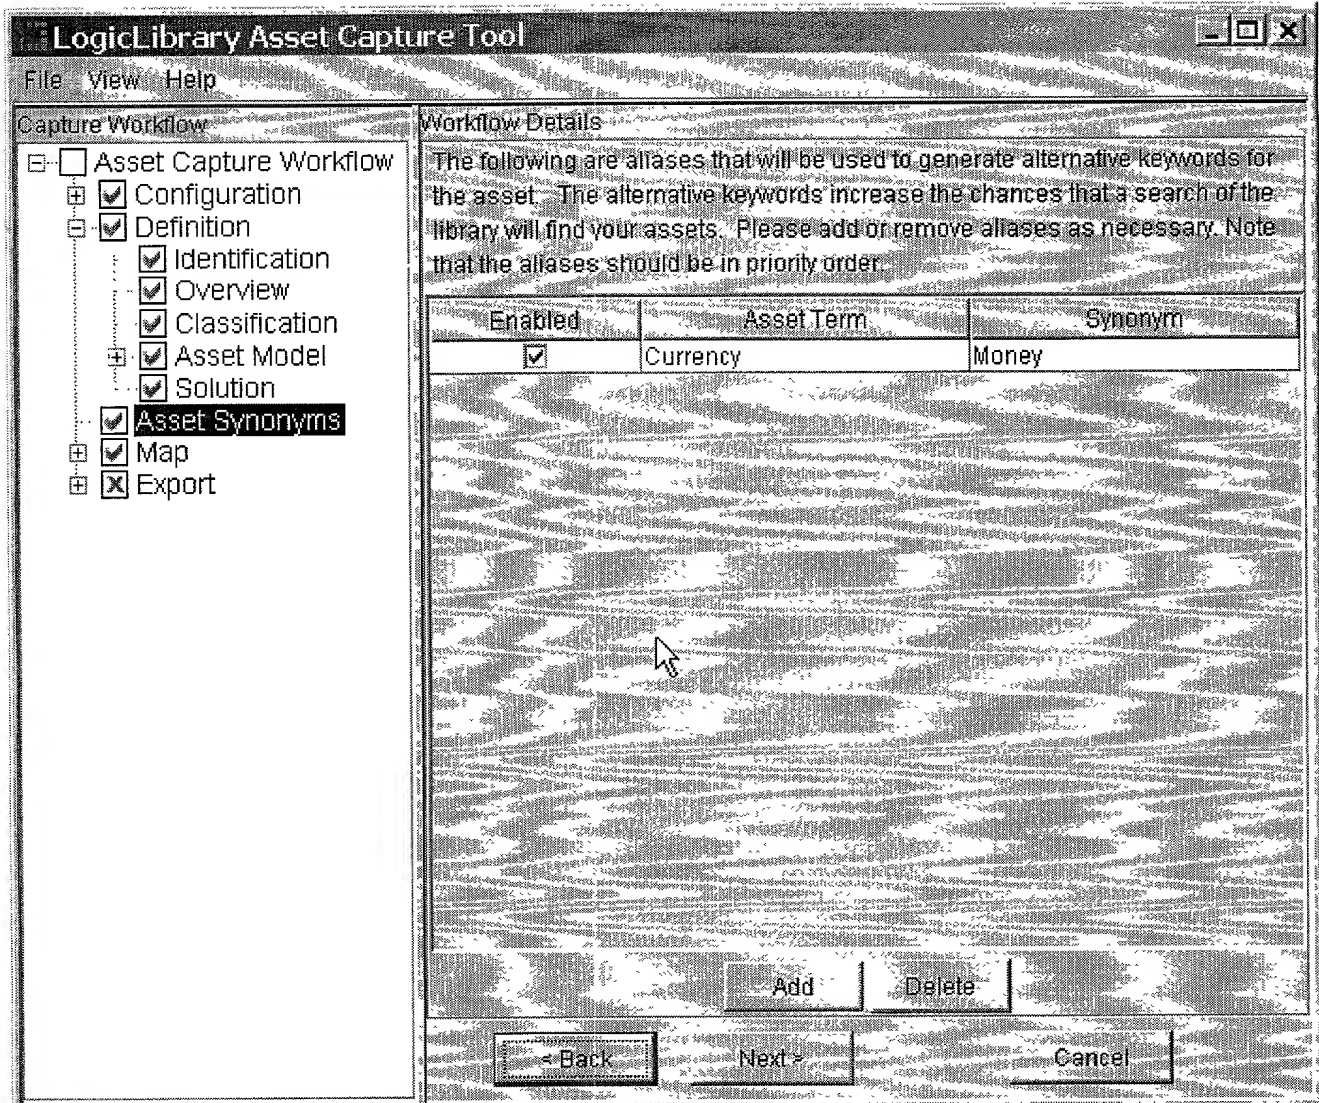 LogicLibrary Asset Capture Tool
File View Help
Capture Workflow
Asset Capture Workflow
Configuration
Definition
Identification
Overview
Classification
Asset Model
Solution
Asset Synonyms
Map
Export
Workflow Details
The following are aliases that will be used to generate alternative keywords for
the asset. The alternative keywords increase the chances that a search of the
library will find your assets. Please add or remove aliases as necessary. Note
that the aliases should be in priority order.
Enabled Asset Term Synonym
Currency Money
Add Delete
< Back Next > Cancel